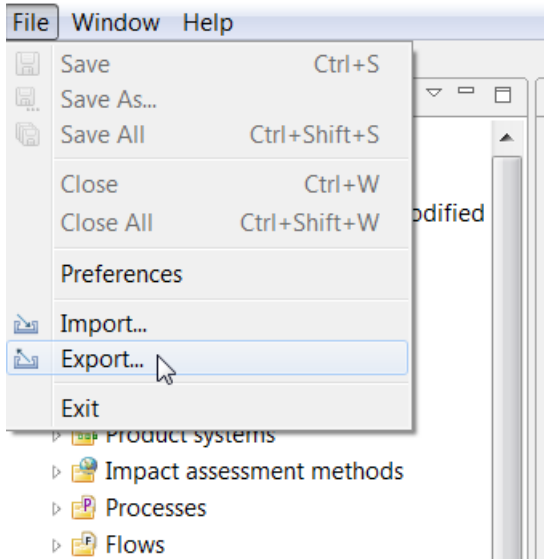 File Window Help
Save Ctrl+S
Save As...
Save All Ctrl+Shift+S
Close Ctrl+W
Close All Ctrl+Shift+W
odified
Preferences
Import...
Export...
Exit
Product systems
Impact assessment methods
P Processes
F Flows